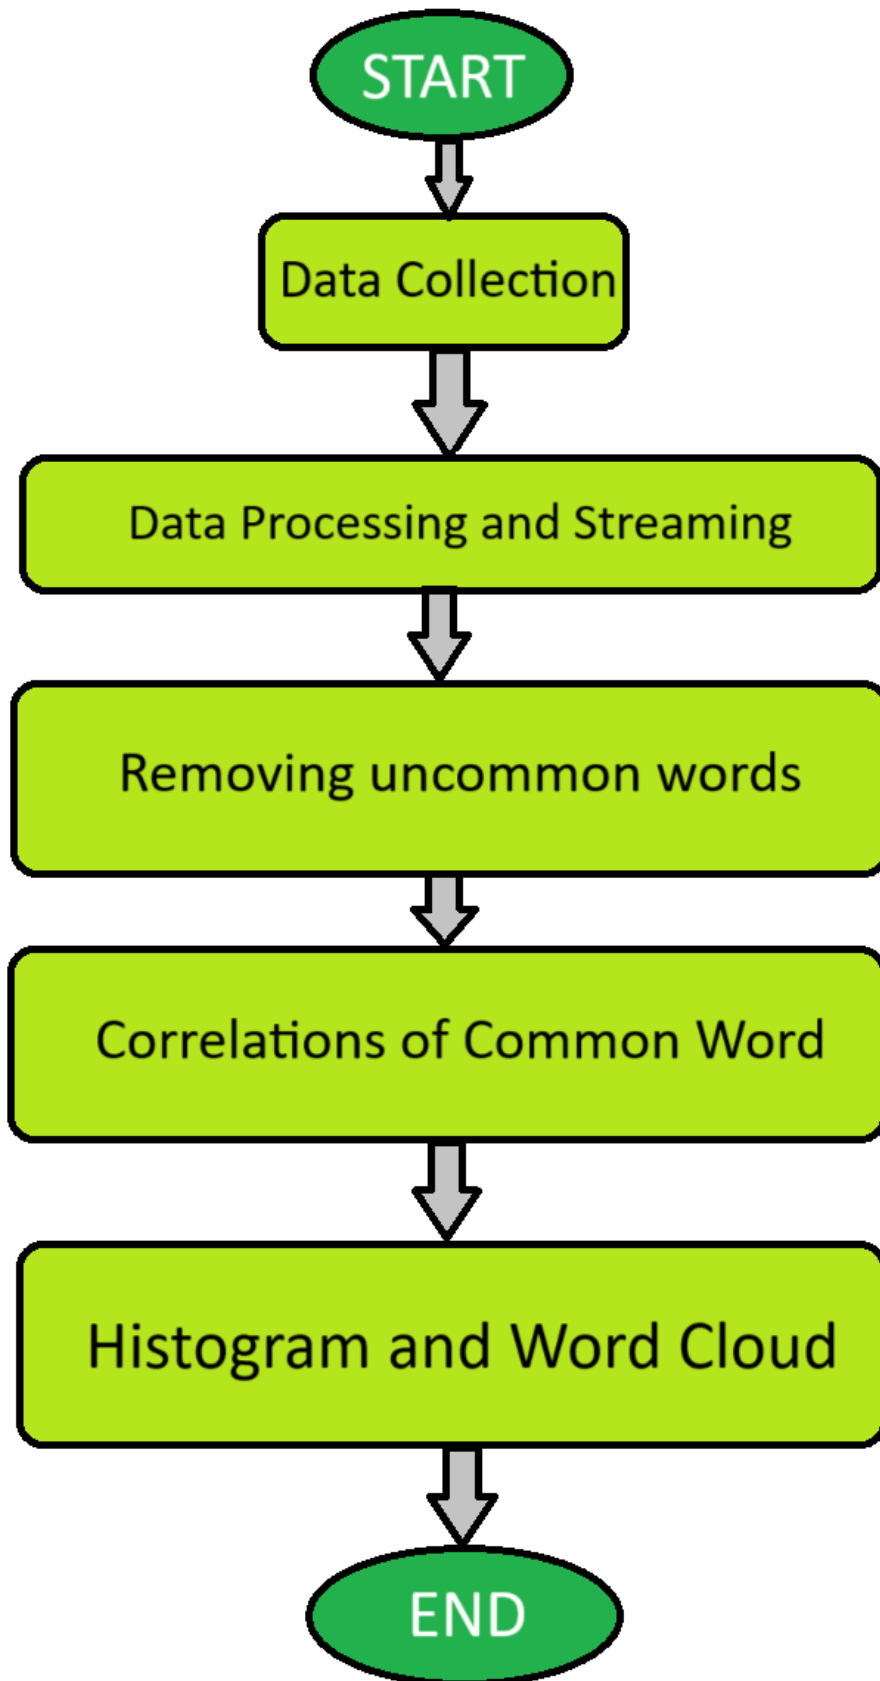 START
Data Collection
Data Processing and Streaming
Removing uncommon words
Correlations of Common Word
Histogram and Word Cloud
END